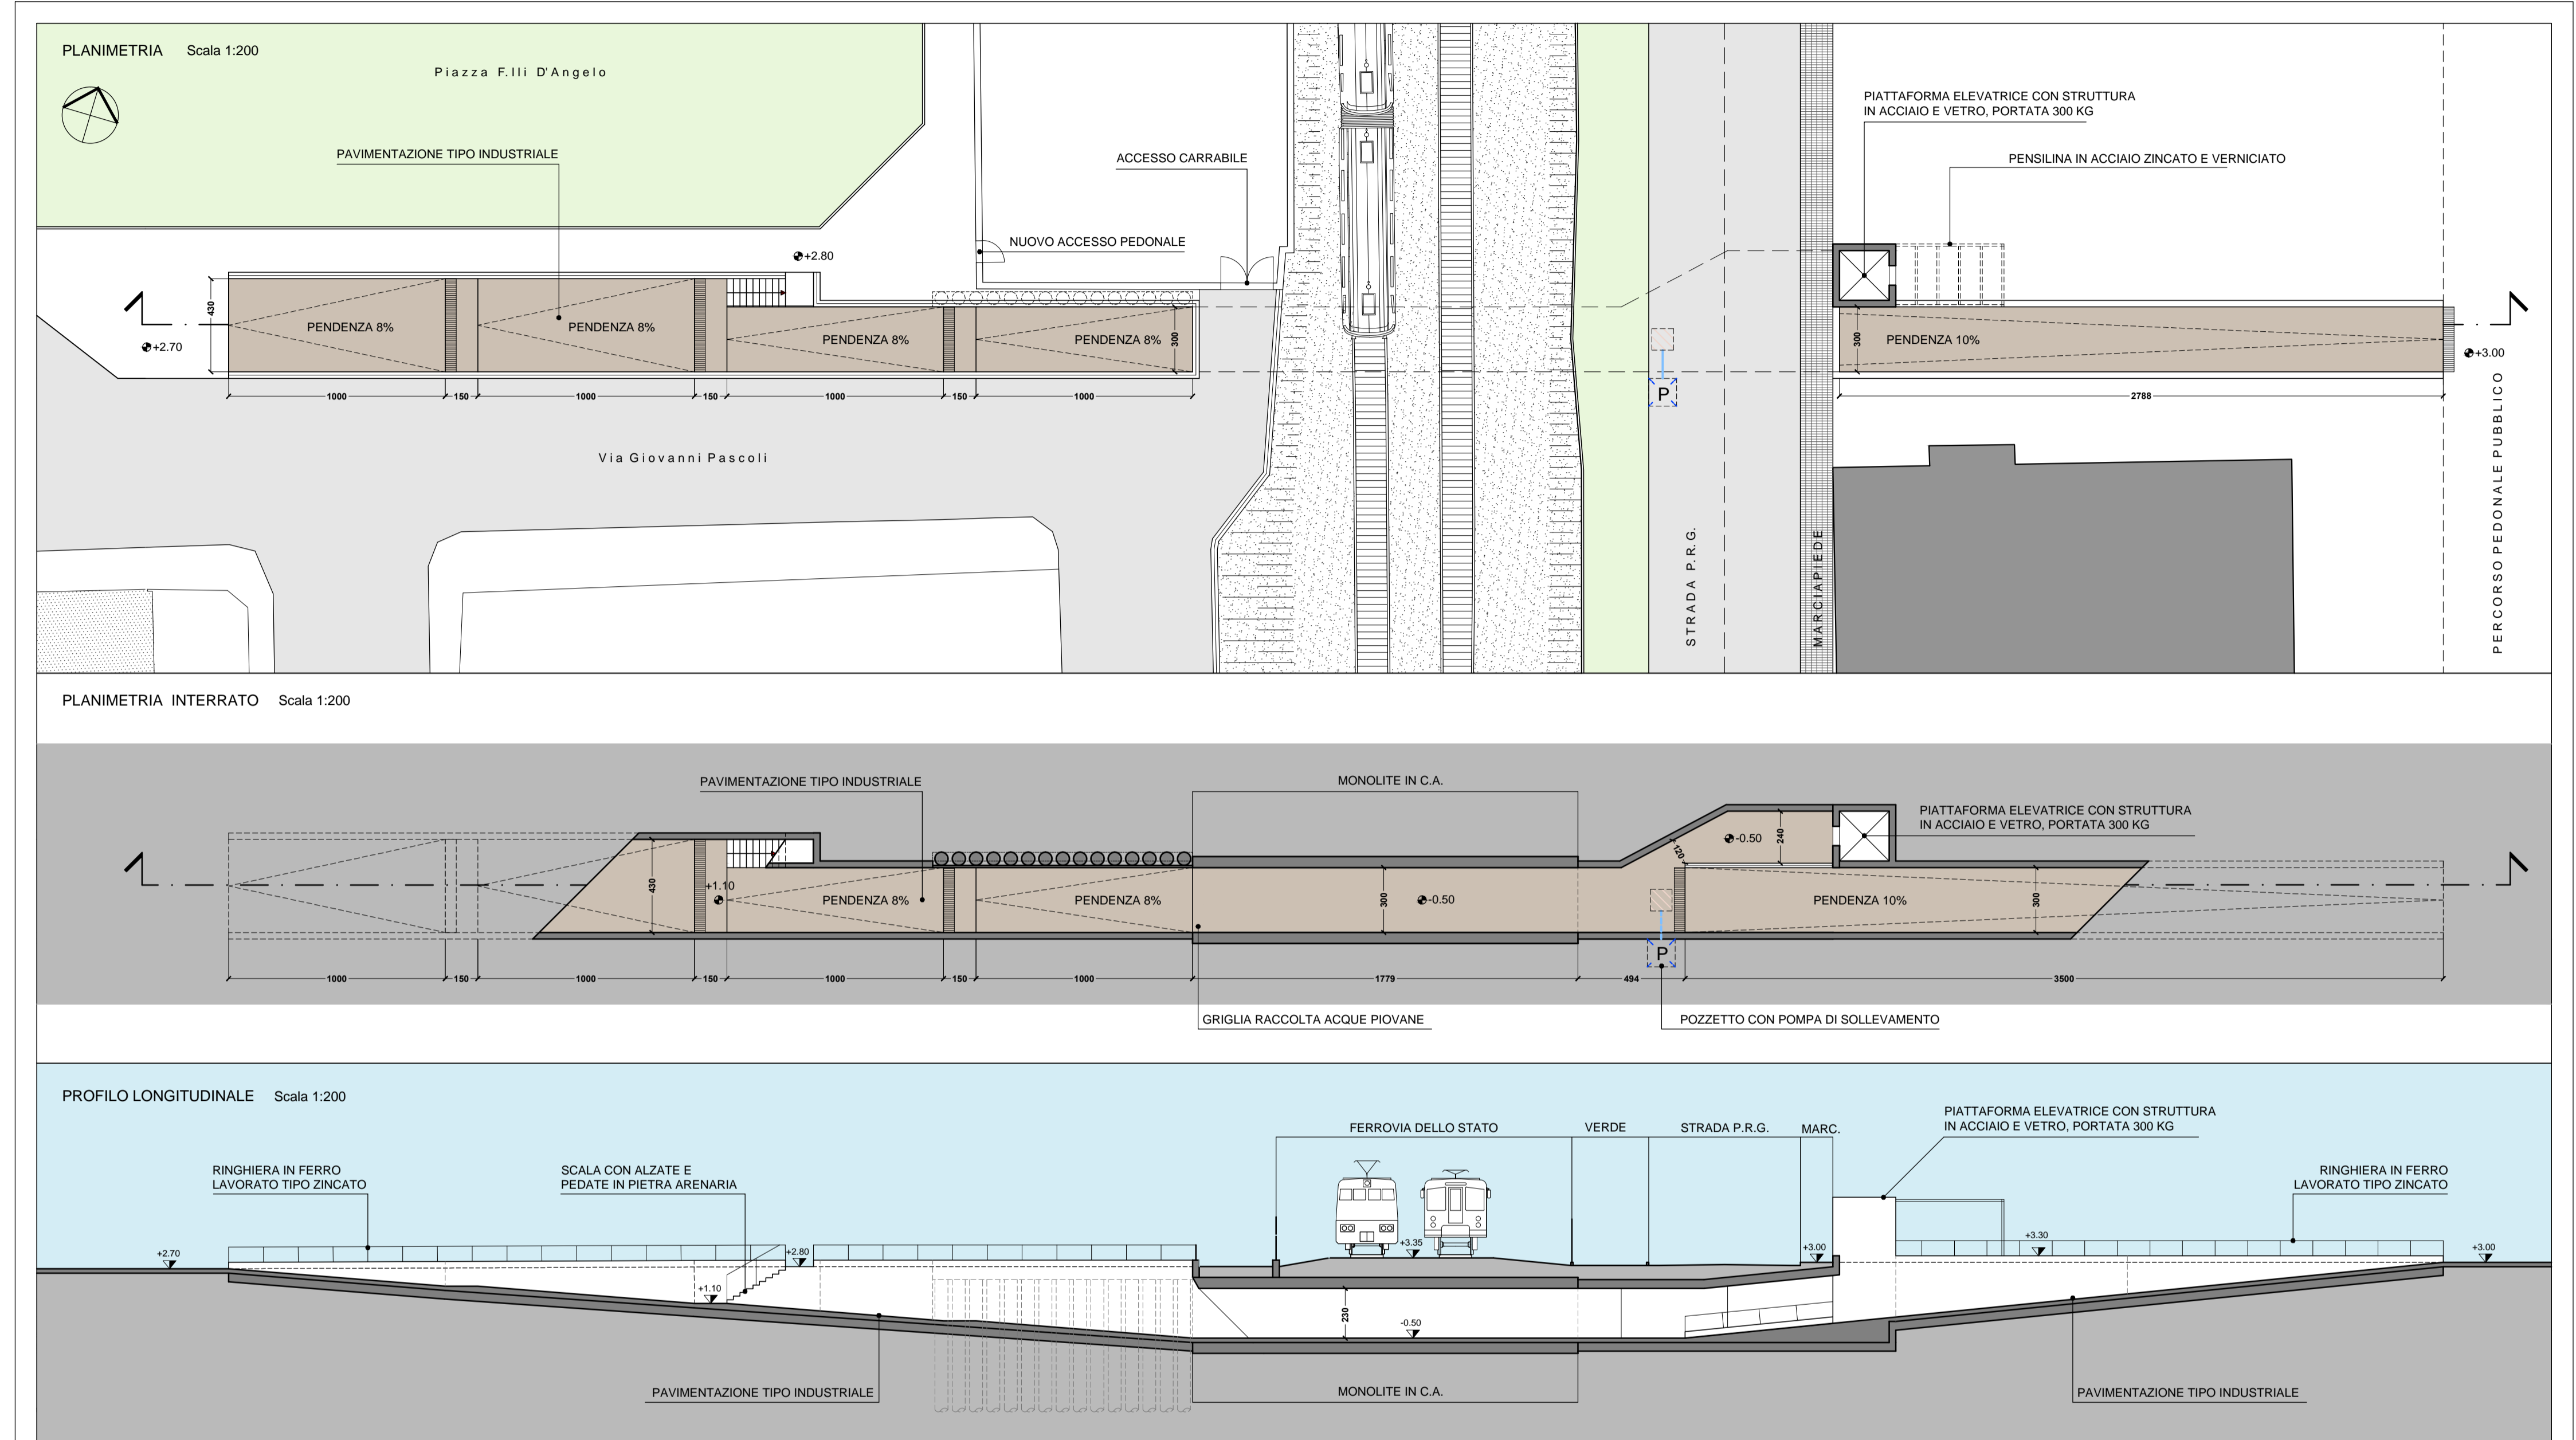 PLANIMETRIA Scala 1:200
Piazza F.lli D'Angelo
PAVIMENTAZIONE TIPO INDUSTRIALE
ACCESSO CARRABILE
NUOVO ACCESSO PEDONALE
PIATTAFORMA ELEVATRICE CON STRUTTURA
IN ACCIAIO E VETRO, PORTATA 300 KG
PENSILINA IN ACCIAIO ZINCATO E VERNICIATO
+2.80
430
+2.70
PENDENZA 8%
PENDENZA 8%
PENDENZA 8%
PENDENZA 8%
300
300
PENDENZA 10%
+3.00
P
1000
150
1000
150
1000
150
1000
2788
Via Giovanni Pascoli
STRADA P.R.G.
MARCIAPIEDE
PERCORSO PEDONALE PUBBLICO
PLANIMETRIA INTERRATO Scala 1:200
PAVIMENTAZIONE TIPO INDUSTRIALE
MONOLITE IN C.A.
PIATTAFORMA ELEVATRICE CON STRUTTURA
IN ACCIAIO E VETRO, PORTATA 300 KG
-0.50
240
120
430
+1.10
PENDENZA 8%
PENDENZA 8%
300
-0.50
PENDENZA 10%
300
P
1000
150
1000
150
1000
150
1000
1779
494
3500
GRIGLIA RACCOLTA ACQUE PIOVANE
POZZETTO CON POMPA DI SOLLEVAMENTO
PROFILO LONGITUDINALE Scala 1:200
FERROVIA DELLO STATO
VERDE
STRADA P.R.G.
MARC.
PIATTAFORMA ELEVATRICE CON STRUTTURA
IN ACCIAIO E VETRO, PORTATA 300 KG
RINGHIERA IN FERRO
LAVORATO TIPO ZINCATO
SCALA CON ALZATE E
PEDATE IN PIETRA ARENARIA
RINGHIERA IN FERRO
LAVORATO TIPO ZINCATO
+2.70
+2.80
+3.35
+3.00
+3.30
+3.00
+1.10
230
-0.50
PAVIMENTAZIONE TIPO INDUSTRIALE
MONOLITE IN C.A.
PAVIMENTAZIONE TIPO INDUSTRIALE